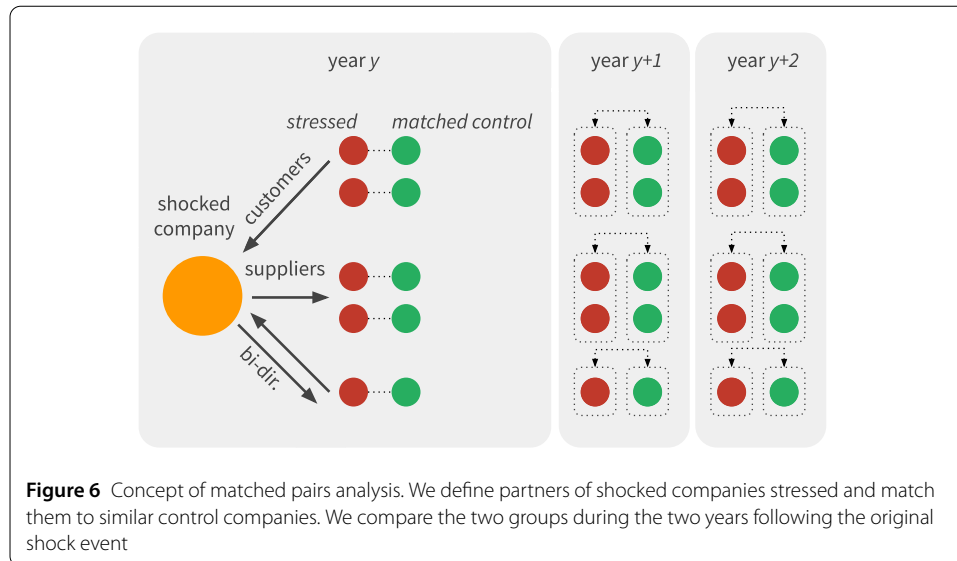 year y
year y+1
year y+2
stressed
matched control
customers
shocked
company
suppliers
bi-dir.
Figure 6 Concept of matched pairs analysis. We define partners of shocked companies stressed and match
them to similar control companies. We compare the two groups during the two years following the original
shock event